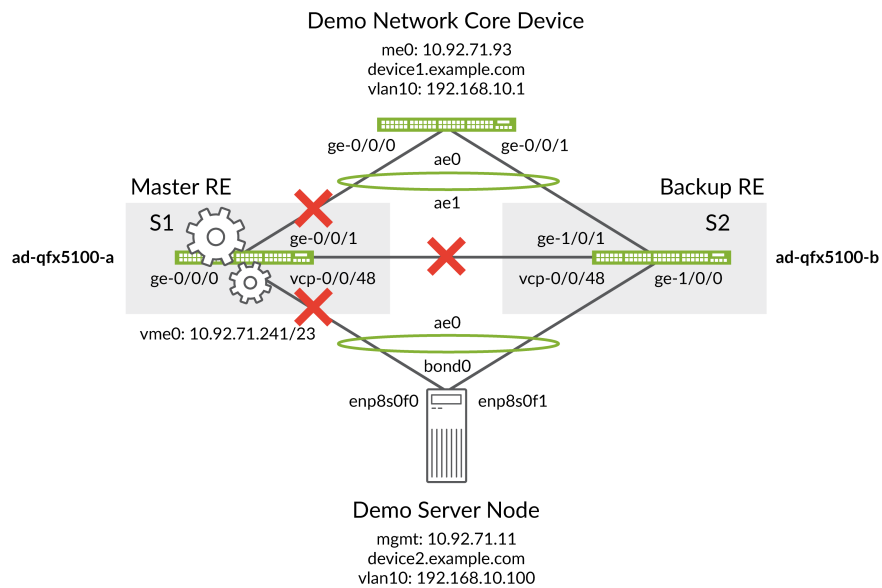 Demo Network Core Device
me0: 10.92.71.93
device1.example.com
vlan10: 192.168.10.1
ge-0/0/0
ge-0/0/1
ae0
Master RE
Backup RE
ae1
S1
S2
ge-0/0/1
ge-1/0/1
ad-qfx5100-a
ad-qfx5100-b
ge-0/0/0
vcp-0/0/48
vcp-0/0/48
ge-1/0/0
vme0: 10.92.71.241/23
ae0
bond0
enp8s0f0
enp8s0f1
Demo Server Node
mgmt: 10.92.71.11
device2.example.com
vlan10: 192.168.10.100